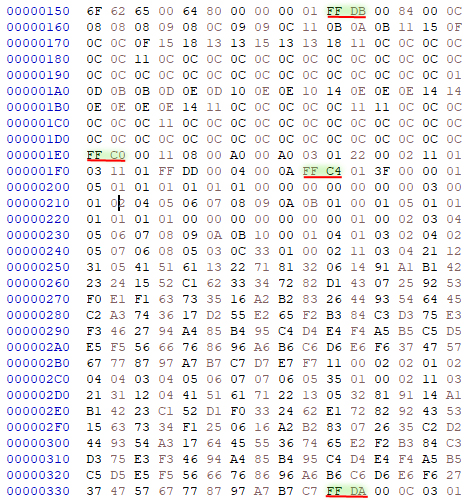 00000150 6F 62 65 00 64 80 00 00 00 01 FF DB 00 84 00 0C
00000160 08 08 08 09 08 0C 09 09 0C 11 0B 0A 0B 11 15 0F
00000170 0C 0C 0F 15 18 13 13 15 13 13 18 11 0C 0C 0C 0C
00000180 0C 0C 11 0C 0C 0C 0C 0C 0C 0C 0C 0C 0C 0C 0C 0C
00000190 0C 0C 0C 0C 0C 0C 0C 0C 0C 0C 0C 0C 0C 0C 0C 01
000001A0 0D 0B 0B 0D 0E 0D 10 0E 0E 10 14 0E 0E 0E 14 14
000001B0 0E 0E 0E 0E 14 11 0C 0C 0C 0C 0C 11 11 0C 0C 0C
000001C0 0C 0C 0C 11 0C 0C 0C 0C 0C 0C 0C 0C 0C 0C 0C 0C
000001D0 0C 0C 0C 0C 0C 0C 0C 0C 0C 0C 0C 0C 0C 0C 0C 0C
000001E0 FF C0 00 11 08 00 A0 00 A0 03 01 22 00 02 11 01
000001F0 03 11 01 FF DD 00 04 00 0A FF C4 01 3F 00 00 01
00000200 05 01 01 01 01 01 01 00 00 00 00 00 00 00 03 00
00000210 01 02 04 05 06 07 08 09 0A 0B 01 00 01 05 01 01
00000220 01 01 01 01 00 00 00 00 00 00 00 01 00 02 03 04
00000230 05 06 07 08 09 0A 0B 10 00 01 04 01 03 02 04 02
00000240 05 07 06 08 05 03 0C 33 01 00 02 11 03 04 21 12
00000250 31 05 41 51 61 13 22 71 81 32 06 14 91 A1 B1 42
00000260 23 24 15 52 C1 62 33 34 72 82 D1 43 07 25 92 53
00000270 F0 E1 F1 63 73 35 16 A2 B2 83 26 44 93 54 64 45
00000280 C2 A3 74 36 17 D2 55 E2 65 F2 B3 84 C3 D3 75 E3
00000290 F3 46 27 94 A4 85 B4 95 C4 D4 E4 F4 A5 B5 C5 D5
000002A0 E5 F5 56 66 76 86 96 A6 B6 C6 D6 E6 F6 37 47 57
000002B0 67 77 87 97 A7 B7 C7 D7 E7 F7 11 00 02 02 01 02
000002C0 04 04 03 04 05 06 07 07 06 05 35 01 00 02 11 03
000002D0 21 31 12 04 41 51 61 71 22 13 05 32 81 91 14 A1
000002E0 B1 42 23 C1 52 D1 F0 33 24 62 E1 72 82 92 43 53
000002F0 15 63 73 34 F1 25 06 16 A2 B2 83 07 26 35 C2 D2
00000300 44 93 54 A3 17 64 45 55 36 74 65 E2 F2 B3 84 C3
00000310 D3 75 E3 F3 46 94 A4 85 B4 95 C4 D4 E4 F4 A5 B5
00000320 C5 D5 E5 F5 56 66 76 86 96 A6 B6 C6 D6 E6 F6 27
00000330 37 47 57 67 77 87 97 A7 B7 C7 FF DA 00 0C 03 01